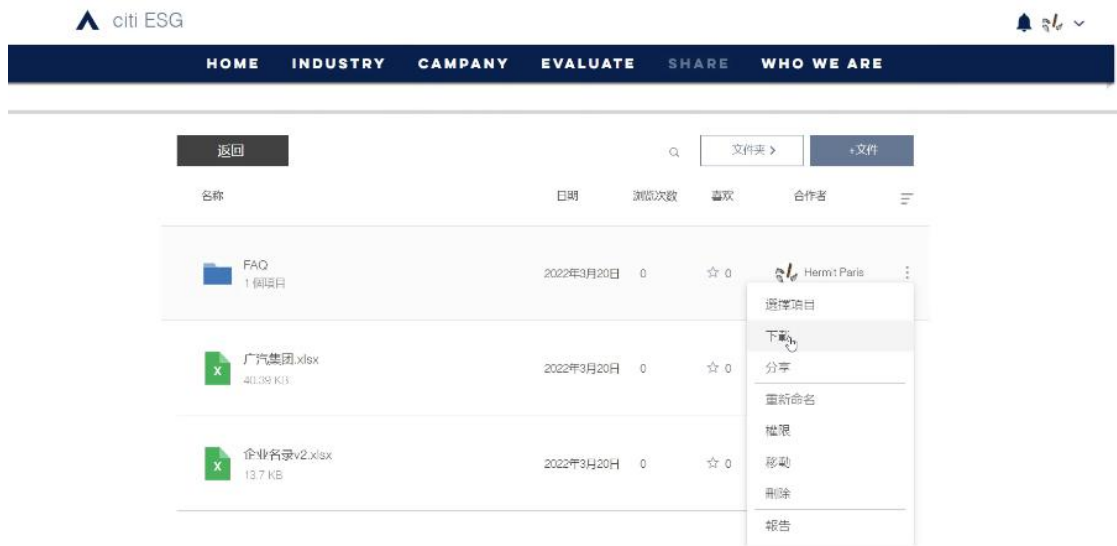 citi ESG
HOME INDUSTRY CAMPANY EVALUATE SHARE WHO WE ARE
返回 文件夹 +文件
名称 日期 浏览次数 喜欢 合作者
FAQ
1 個項目
2022年3月20日 0 0 Hermit Paris
選擇項目
下載
分享
广汽集团.xlsx
40.39 KB
2022年3月20日 0 0
重新命名
權限
移動
刪除
報告
企业名录v2.xlsx
13.7 KB
2022年3月20日 0 0